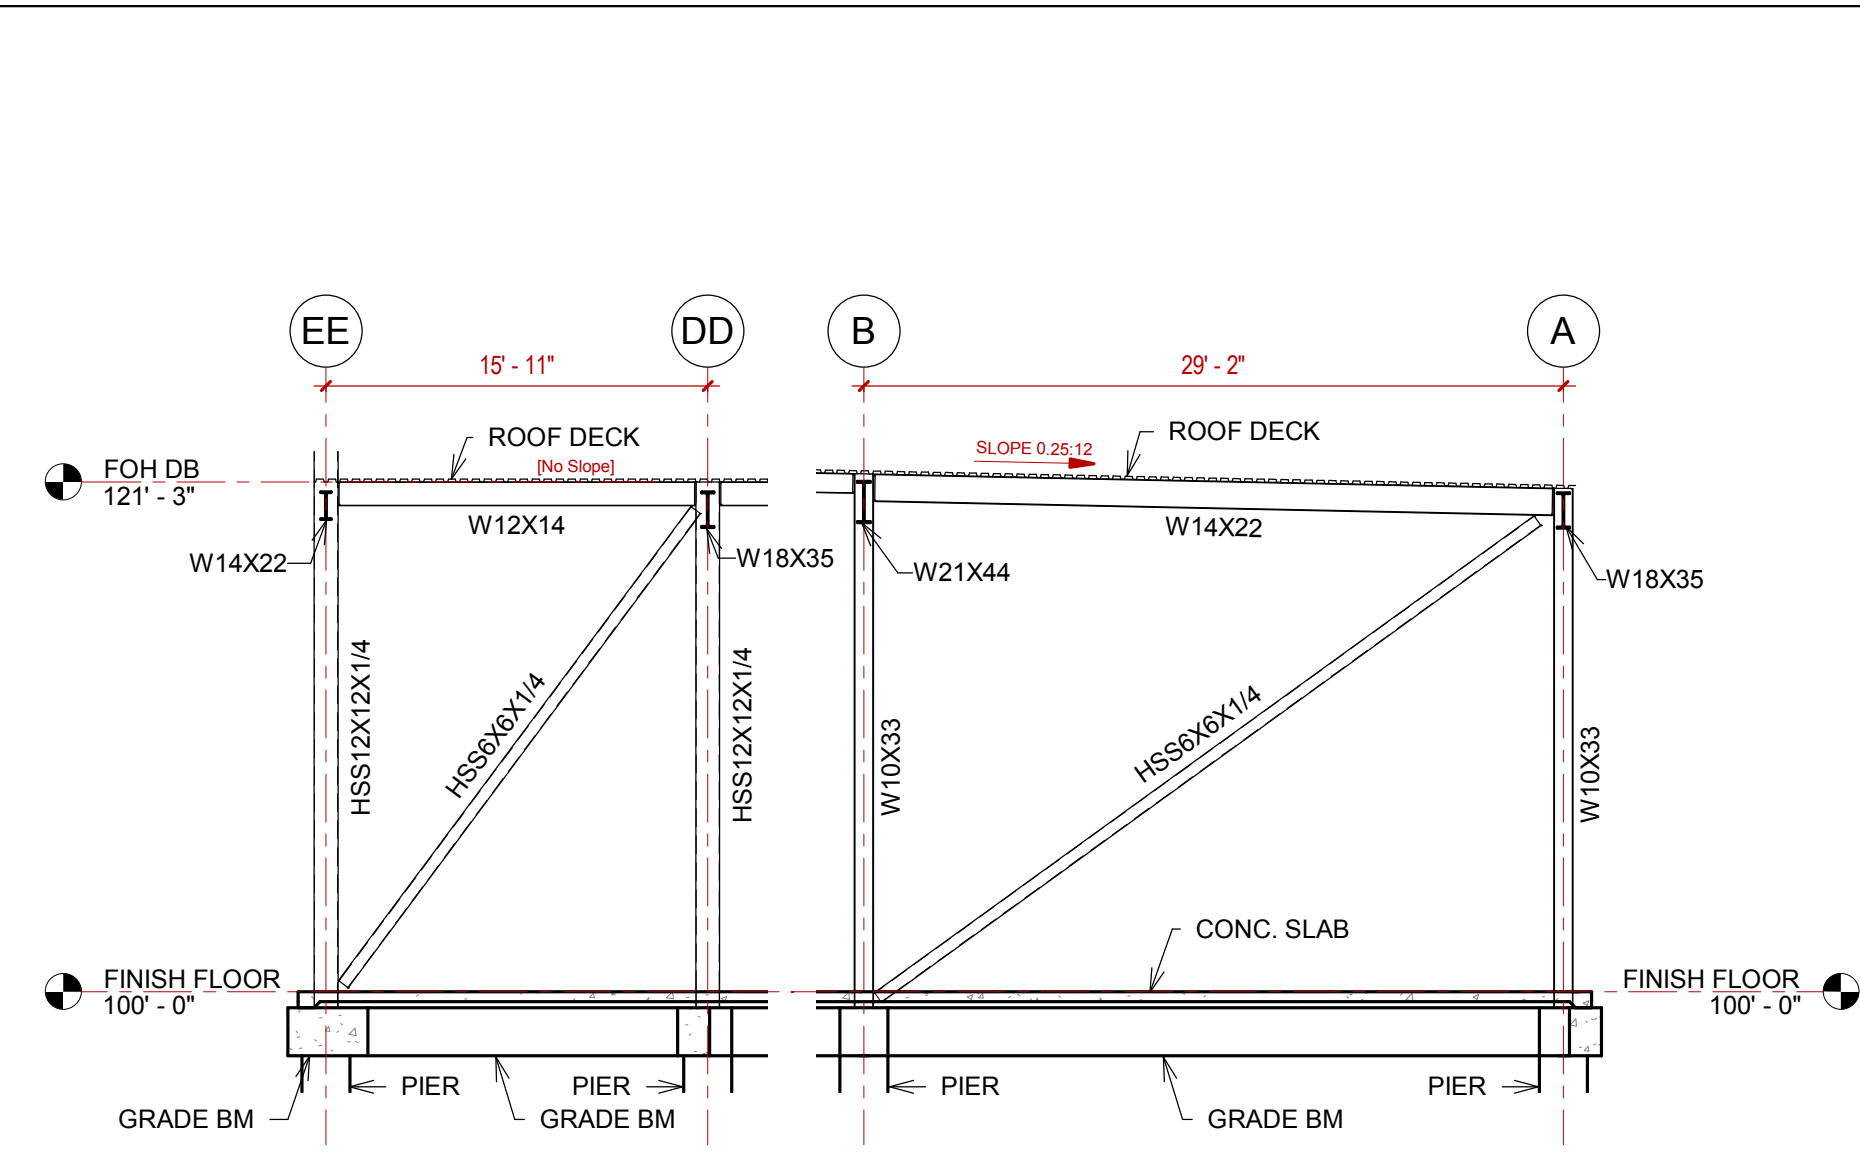 EE
DD
B
A
15' - 11"
29' - 2"
ROOF DECK
[No Slope]
SLOPE 0.25:12
ROOF DECK
FOH DB
121' - 3"
W12X14
W14X22
W14X22
W18X35
W21X44
W18X35
HSS12X12X1/4
HSS6X6X1/4
HSS12X12X1/4
W10X33
HSS6X6X1/4
W10X33
CONC. SLAB
FINISH FLOOR
100' - 0"
FINISH FLOOR
100' - 0"
PIER
PIER
PIER
PIER
GRADE BM
GRADE BM
GRADE BM